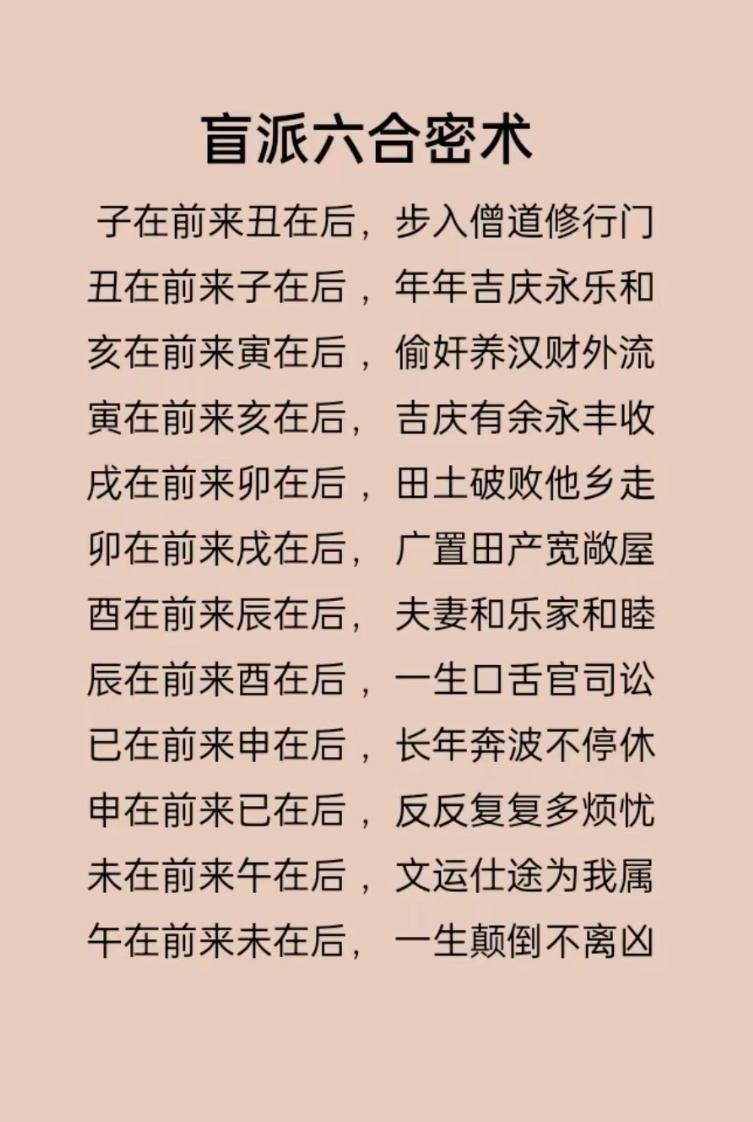 盲派六合密术
子在前来丑在后，步入僧道修行门
丑在前来子在后，年年吉庆永乐和
亥在前来寅在后，偷奸养汉财外流
寅在前来亥在后，吉庆有余永丰收
戌在前来卯在后，田土破败他乡走
卯在前来戌在后，广置田产宽敞屋
酉在前来辰在后，夫妻和乐家和睦
辰在前来酉在后，一生口舌官司讼
已在前来申在后，长年奔波不停休
申在前来已在后，反反复复多烦忧
未在前来午在后，文运仕途为我属
午在前来未在后，一生颠倒不离凶